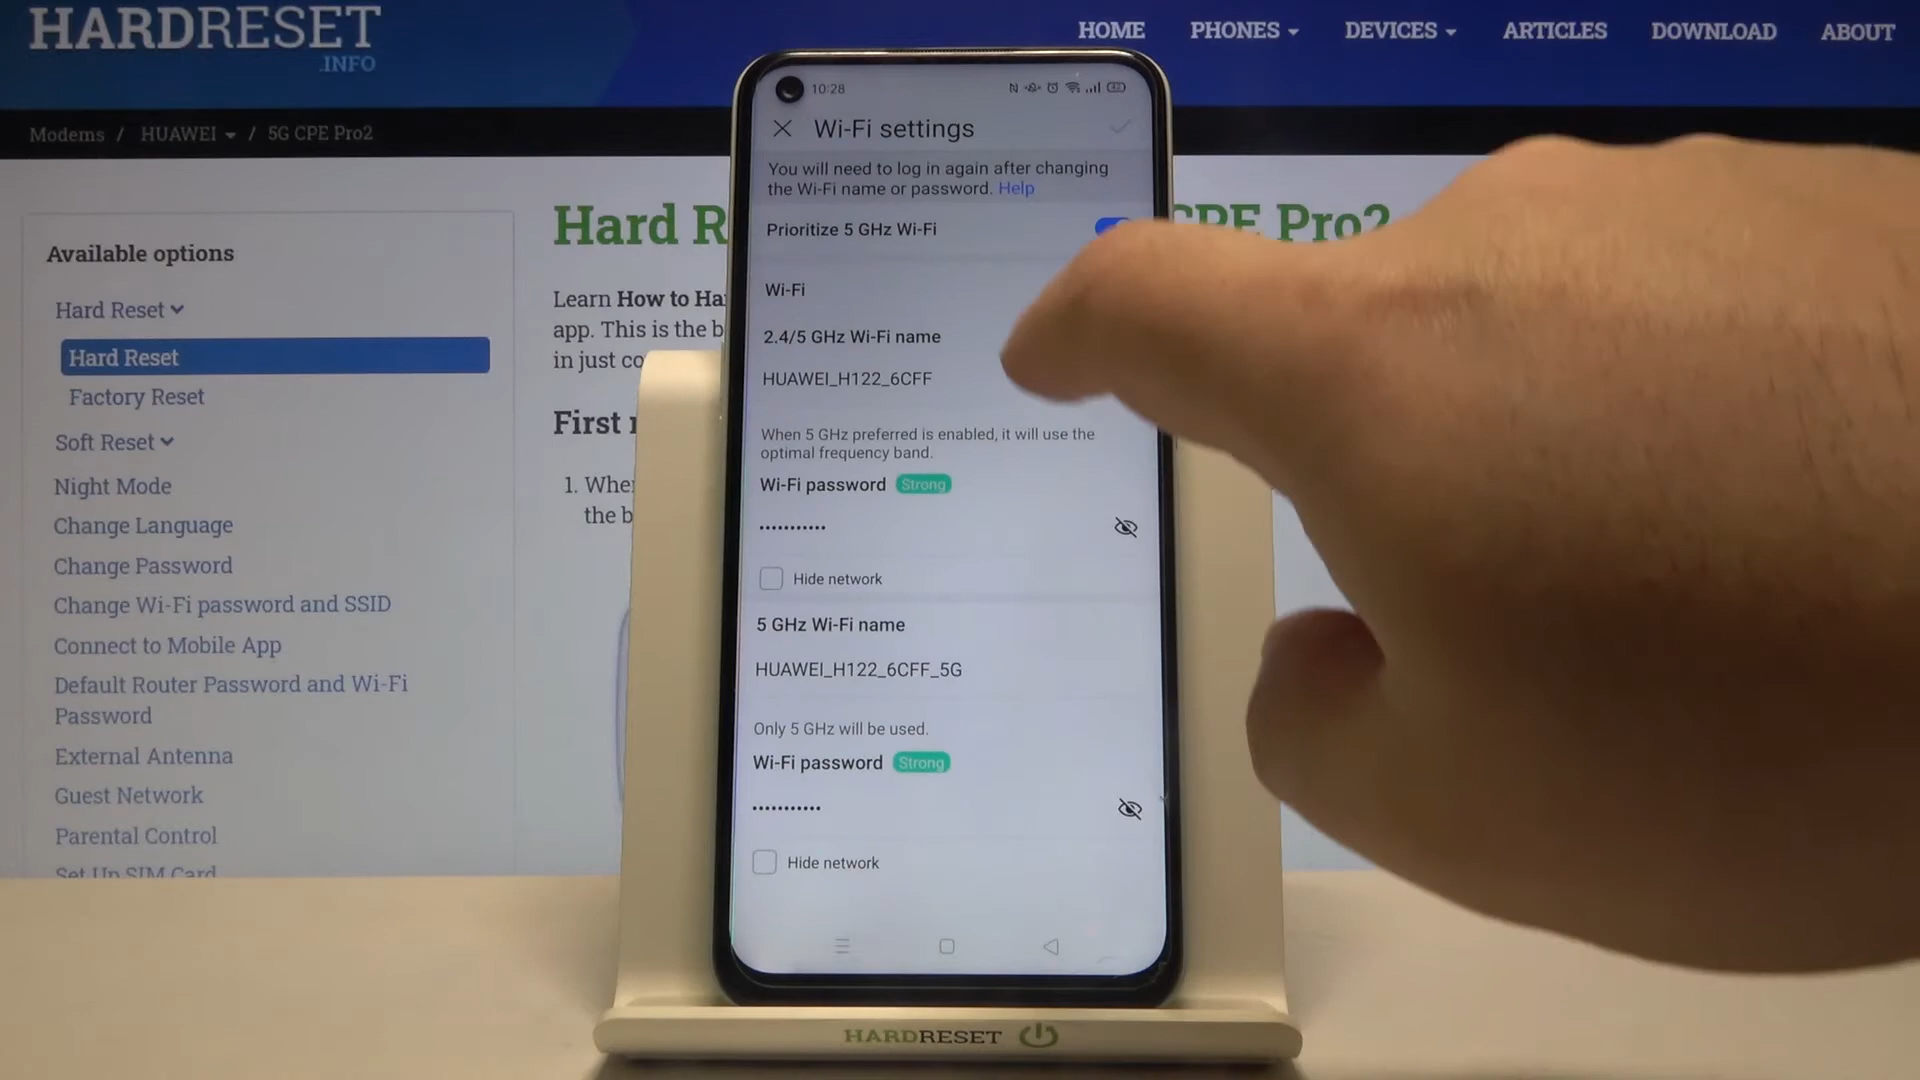 HARDRESET
.INFO
HOME PHONES DEVICES ARTICLES DOWNLOAD ABOUT
Modems / HUAWEI / 5G CPE Pro2
Available options
Hard Reset
Hard Reset
Factory Reset
Soft Reset
Night Mode
Change Language
Change Password
Change Wi-Fi password and SSID
Connect to Mobile App
Default Router Password and Wi-Fi
Password
External Antenna
Guest Network
Parental Control
Set Up SIM Card
Hard R
CPE Pro2
Learn How to Ha
app. This is the b
in just co
First
1. Whe
the b
10:28
Wi-Fi settings
You will need to log in again after changing
the Wi-Fi name or password. Help
Prioritize 5 GHz Wi-Fi
Wi-Fi
2.4/5 GHz Wi-Fi name
HUAWEI_H122_6CFF
When 5 GHz preferred is enabled, it will use the
optimal frequency band.
Wi-Fi password Strong
•••••••••••
Hide network
5 GHz Wi-Fi name
HUAWEI_H122_6CFF_5G
Only 5 GHz will be used.
Wi-Fi password Strong
•••••••••••
Hide network
HARDRESET